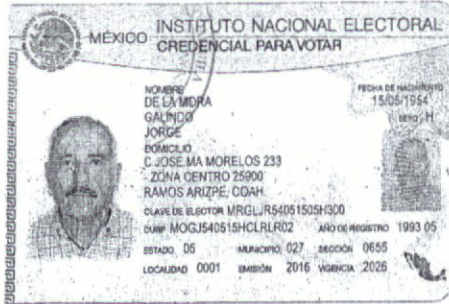 MÉXICO
INSTITUTO NACIONAL ELECTORAL
CREDENCIAL PARA VOTAR
NOMBRE
DE LA MORA
GALINDO
JORGE
FECHA DE NACIMIENTO
15/05/1954
SEXO H
DOMICILIO
C JOSE MA MORELOS 233
ZONA CENTRO 25900
RAMOS ARIZPE, COAH.
CLAVE DE ELECTOR MRGLJR54051505H300
CURP MOGJ540515HCLRLR02 AÑO DE REGISTRO 1993 05
ESTADO 05 MUNICIPIO 027 SECCIÓN 0655
LOCALIDAD 0001 EMISIÓN 2016 VIGENCIA 2026